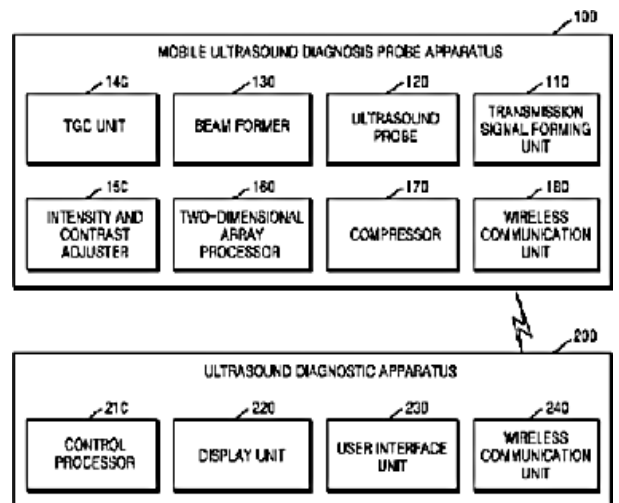 100
MOBILE ULTRASOUND DIAGNOSIS PROBE APPARATUS
140 130 120 110
TGC UNIT
BEAM FORMER
ULTRASOUND
PROBE
TRANSMISSION
SIGNAL FORMING
UNIT
150 160 170 180
INTENSITY AND
CONTRAST
ADJUSTER
TWO-DIMENSIONAL
ARRAY
PROCESSOR
COMPRESSOR
WIRELESS
COMMUNICATION
UNIT
200
ULTRASOUND DIAGNOSTIC APPARATUS
210 220 230 240
CONTROL
PROCESSOR
DISPLAY UNIT
USER INTERFACE
UNIT
WIRELESS
COMMUNICATION
UNIT